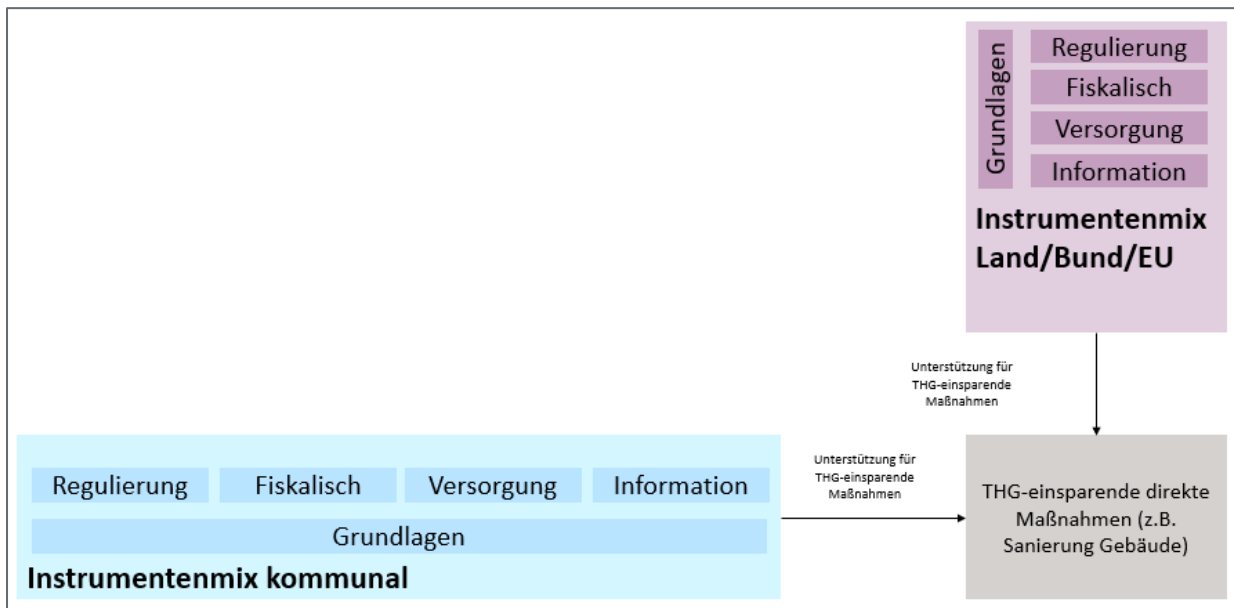 Grundlagen
Regulierung
Fiskalisch
Versorgung
Information
Instrumentenmix
Land/Bund/EU
Unterstützung für
THG-einsparende
Maßnahmen
Regulierung
Fiskalisch
Versorgung
Information
Grundlagen
Instrumentenmix kommunal
Unterstützung für
THG-einsparende
Maßnahmen
THG-einsparende direkte
Maßnahmen (z.B.
Sanierung Gebäude)